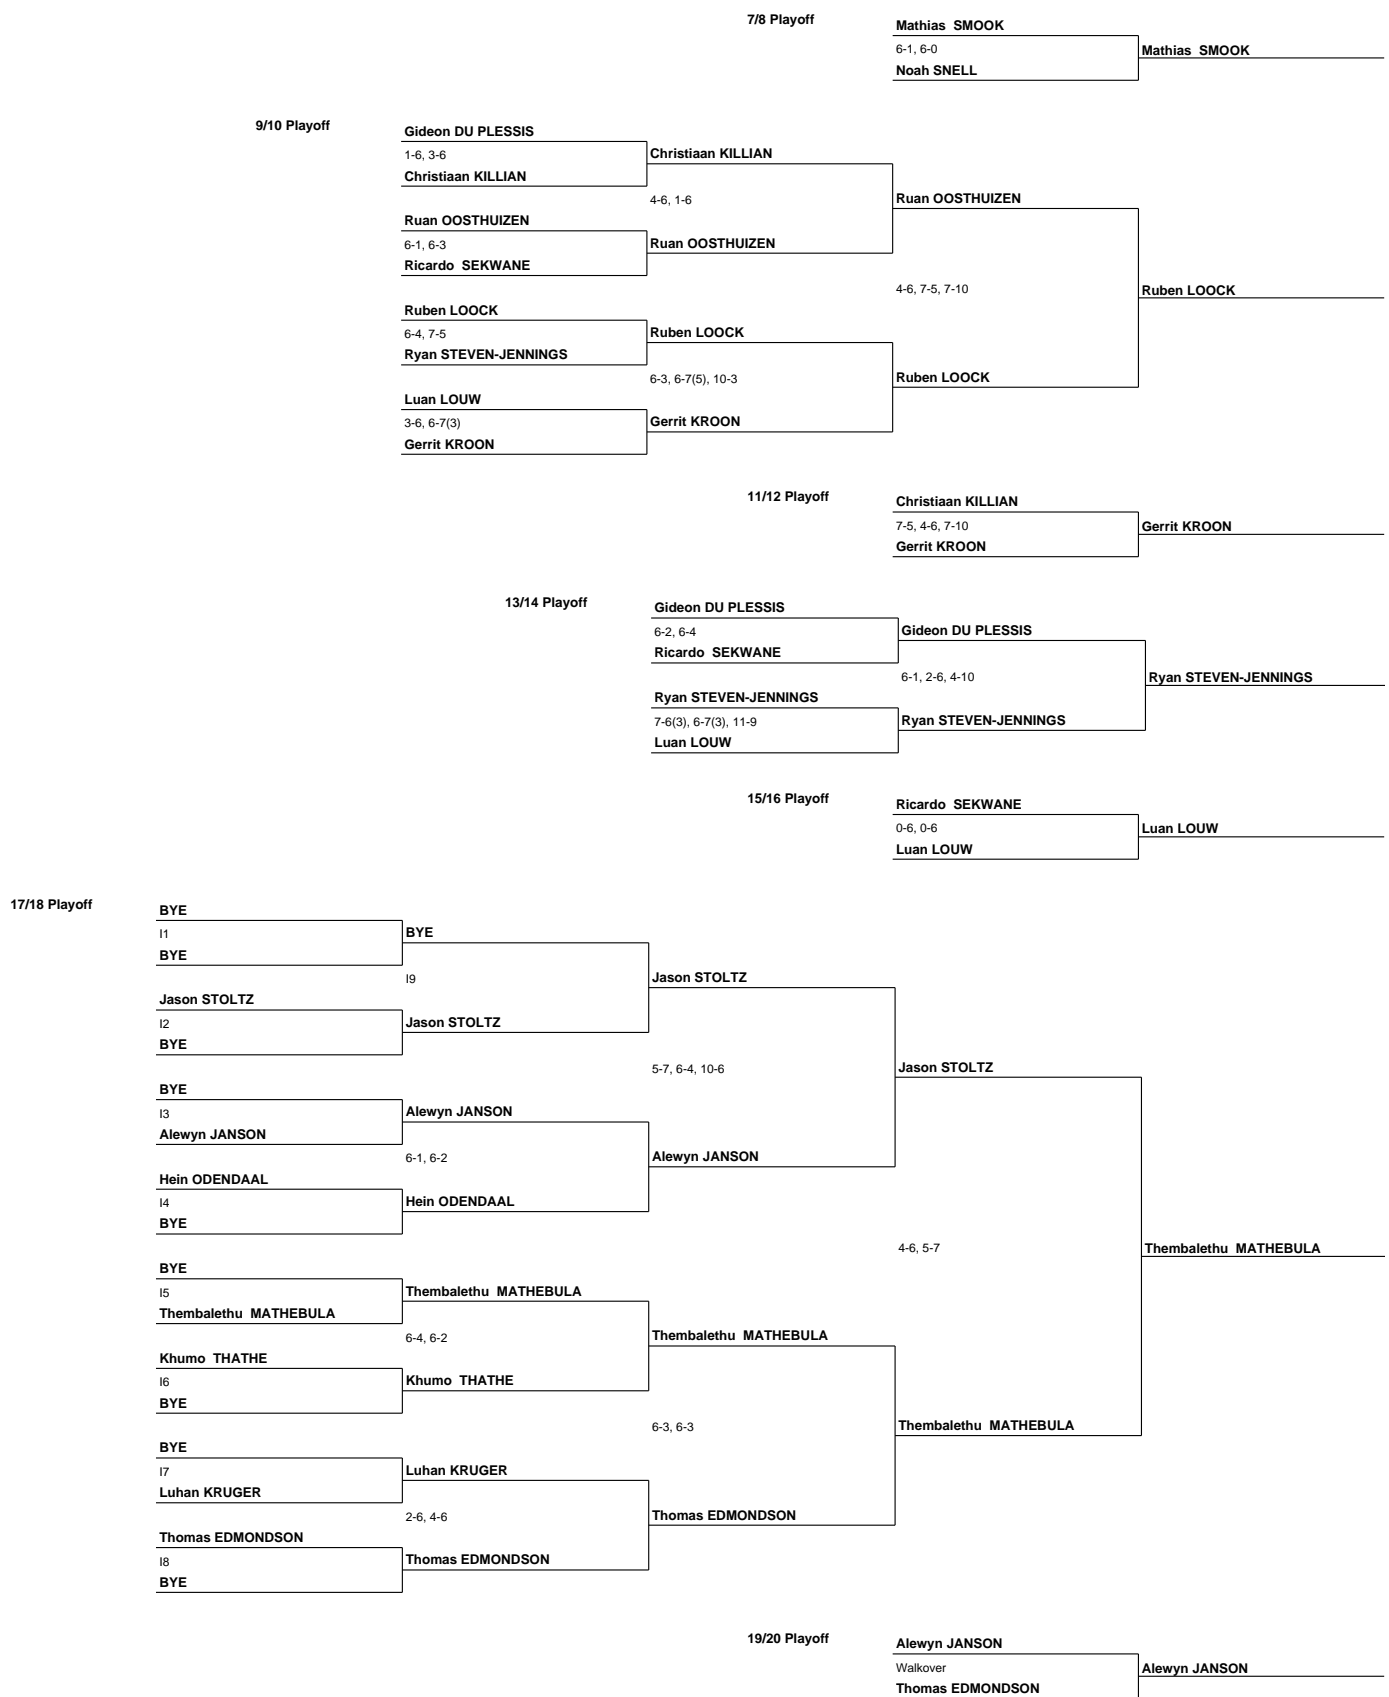 7/8 Playoff
Mathias  SMOOK
6-1, 6-0
Mathias  SMOOK
Noah SNELL
9/10 Playoff
Gideon DU PLESSIS
1-6, 3-6
Christiaan KILLIAN
Christiaan KILLIAN
4-6, 1-6
Ruan OOSTHUIZEN
Ruan OOSTHUIZEN
6-1, 6-3
Ruan OOSTHUIZEN
Ricardo  SEKWANE
4-6, 7-5, 7-10
Ruben LOOCK
Ruben LOOCK
6-4, 7-5
Ruben LOOCK
Ryan STEVEN-JENNINGS
6-3, 6-7(5), 10-3
Ruben LOOCK
Luan LOUW
3-6, 6-7(3)
Gerrit KROON
Gerrit KROON
11/12 Playoff
Christiaan KILLIAN
7-5, 4-6, 7-10
Gerrit KROON
Gerrit KROON
13/14 Playoff
Gideon DU PLESSIS
6-2, 6-4
Gideon DU PLESSIS
Ricardo  SEKWANE
6-1, 2-6, 4-10
Ryan STEVEN-JENNINGS
Ryan STEVEN-JENNINGS
7-6(3), 6-7(3), 11-9
Ryan STEVEN-JENNINGS
Luan LOUW
15/16 Playoff
Ricardo  SEKWANE
0-6, 0-6
Luan LOUW
Luan LOUW
17/18 Playoff
BYE
I1
BYE
BYE
I9
Jason STOLTZ
Jason STOLTZ
I2
Jason STOLTZ
BYE
5-7, 6-4, 10-6
Jason STOLTZ
BYE
I3
Alewyn JANSON
Alewyn JANSON
6-1, 6-2
Alewyn JANSON
Hein ODENDAAL
I4
Hein ODENDAAL
BYE
4-6, 5-7
Thembalethu  MATHEBULA
BYE
I5
Thembalethu  MATHEBULA
Thembalethu  MATHEBULA
6-4, 6-2
Thembalethu  MATHEBULA
Khumo  THATHE
I6
Khumo  THATHE
BYE
6-3, 6-3
Thembalethu  MATHEBULA
BYE
I7
Luhan KRUGER
Luhan KRUGER
2-6, 4-6
Thomas EDMONDSON
Thomas EDMONDSON
I8
Thomas EDMONDSON
BYE
19/20 Playoff
Alewyn JANSON
Walkover
Alewyn JANSON
Thomas EDMONDSON